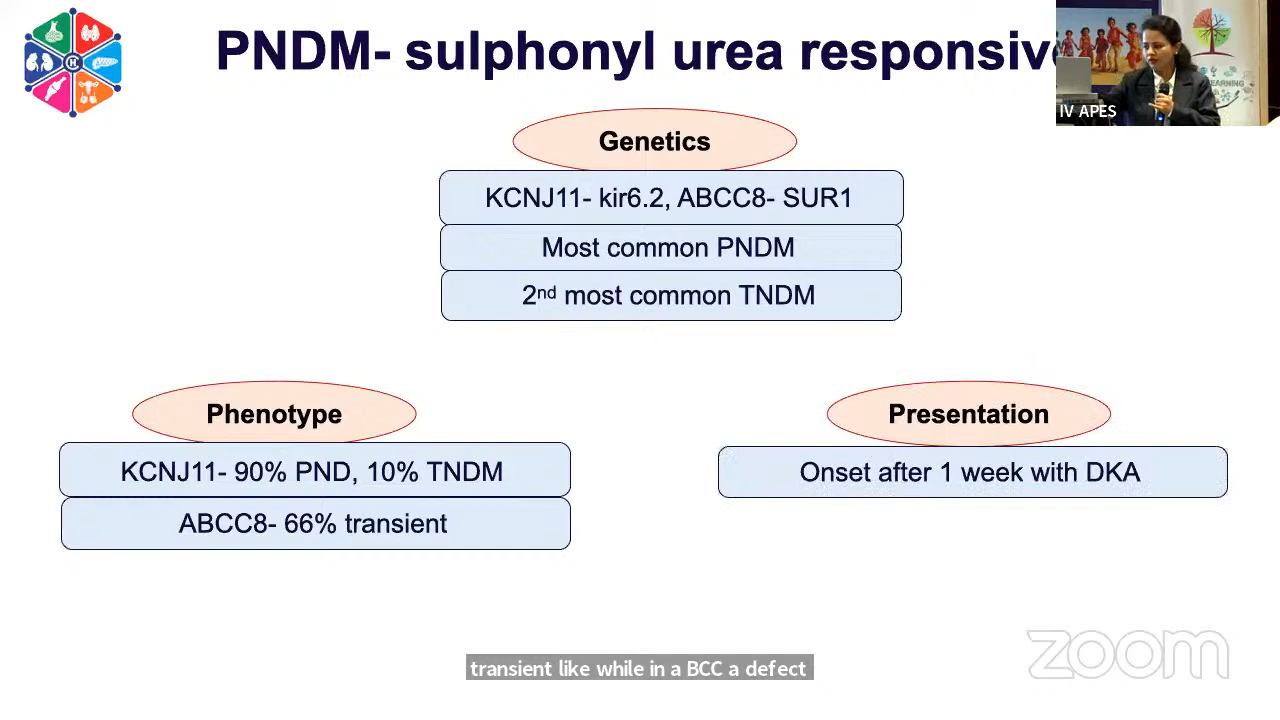 PNDM- sulphonyl urea responsive
IV APES
Genetics
KCNJ11- kir6.2, ABCC8- SUR1
Most common PNDM
2nd most common TNDM
Phenotype
KCNJ11- 90% PND, 10% TNDM
ABCC8- 66% transient
Presentation
Onset after 1 week with DKA
zoom
transient like while in a BCC a defect